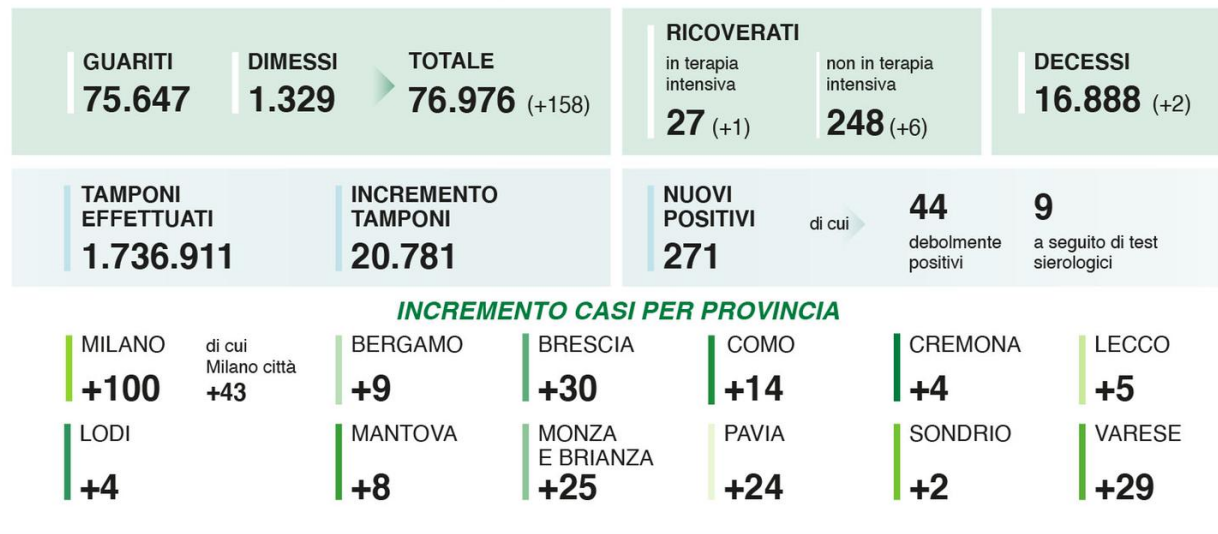 GUARITI
75.647
DIMESSI
1.329
TOTALE
76.976 (+158)
RICOVERATI
in terapia
intensiva
27 (+1)
non in terapia
intensiva
248 (+6)
DECESSI
16.888 (+2)
TAMPONI
EFFETTUATI
1.736.911
INCREMENTO
TAMPONI
20.781
NUOVI
POSITIVI
271
di cui
44
debolmente
positivi
9
a seguito di test
sierologici
INCREMENTO CASI PER PROVINCIA
MILANO
+100
di cui
Milano città
+43
BERGAMO
+9
BRESCIA
+30
COMO
+14
CREMONA
+4
LECCO
+5
LODI
+4
MANTOVA
+8
MONZA
E BRIANZA
+25
PAVIA
+24
SONDRIO
+2
VARESE
+29